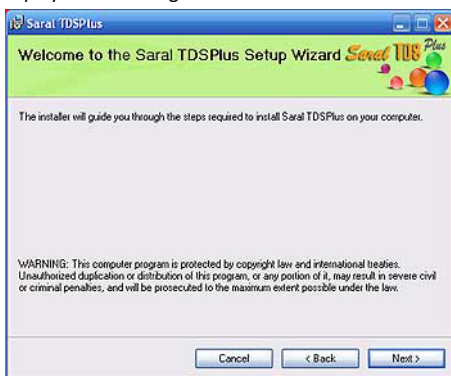 Saral TDSPlus
Welcome to the Saral TDSPlus Setup Wizard
Saral TDS Plus
The installer will guide you through the steps required to install Saral TDSPlus on your computer.
WARNING: This computer program is protected by copyright law and international treaties.
Unauthorized duplication or distribution of this program, or any portion of it, may result in severe civil
or criminal penalties, and will be prosecuted to the maximum extent possible under the law.
Cancel
< Back
Next >